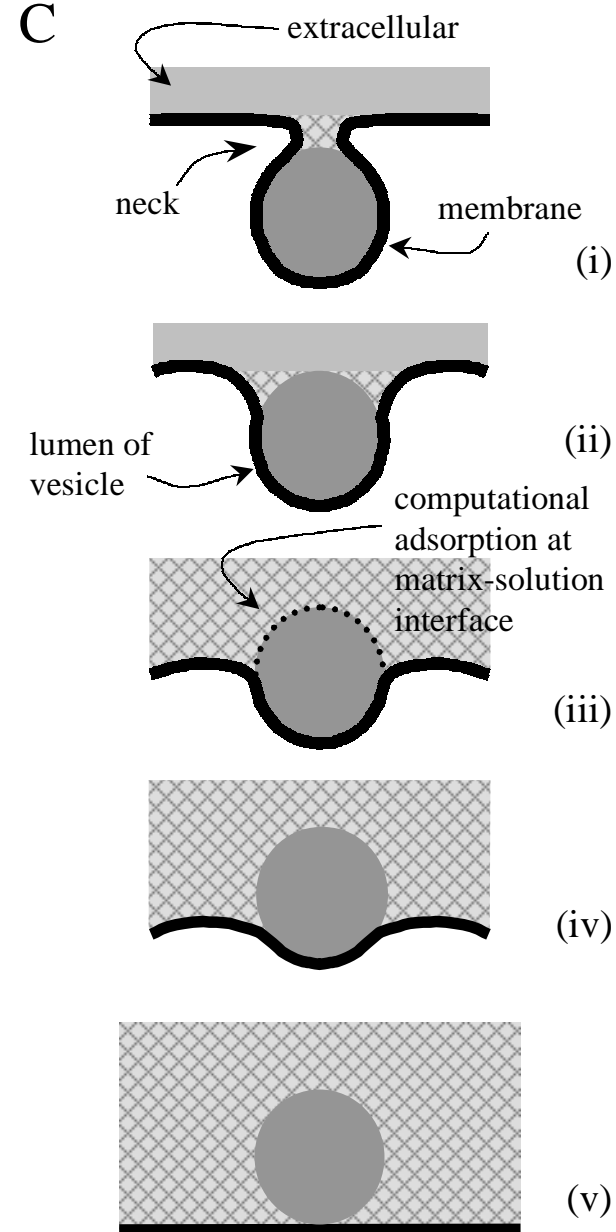 C
extracellular
neck
membrane
(i)
(ii)
lumen of
vesicle
computational
adsorption at
matrix-solution
interface
(iii)
(iv)
(v)